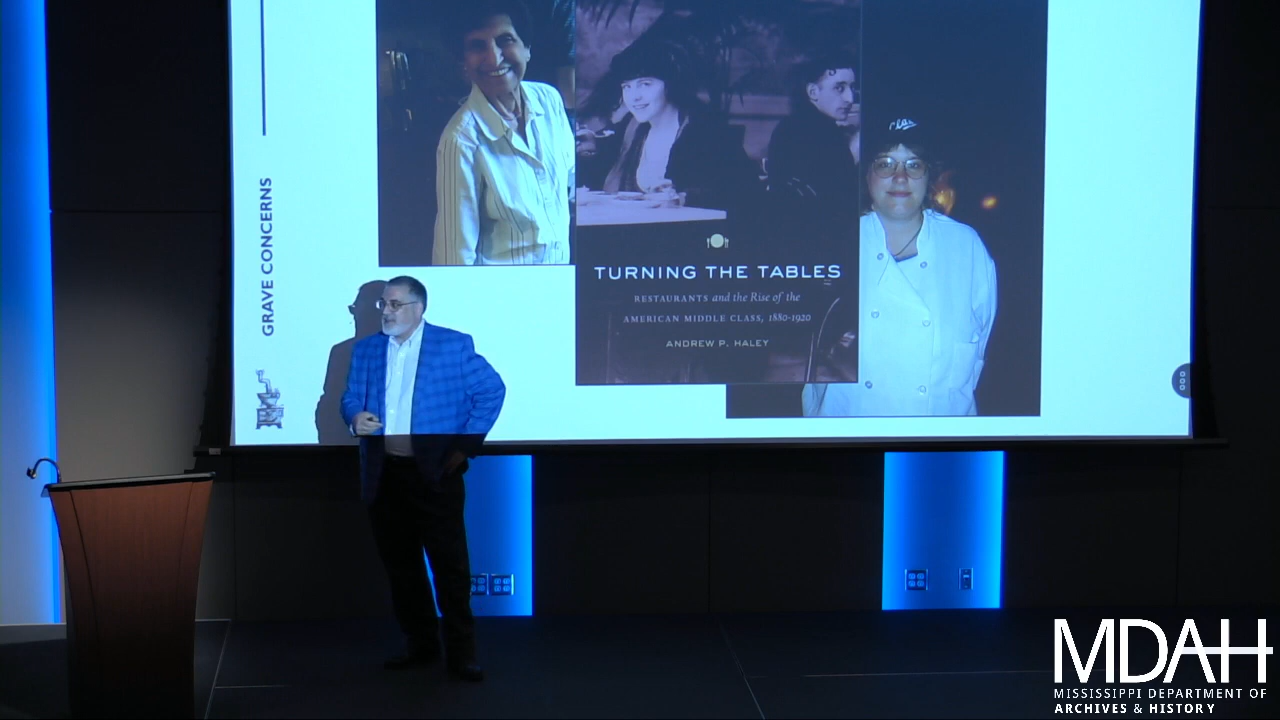 GRAVE CONCERNS
TURNING THE TABLES
RESTAURANTS and the Rise of the
AMERICAN MIDDLE CLASS, 1880-1920
ANDREW P. HALEY
MDAH
MISSISSIPPI DEPARTMENT OF
ARCHIVES & HISTORY